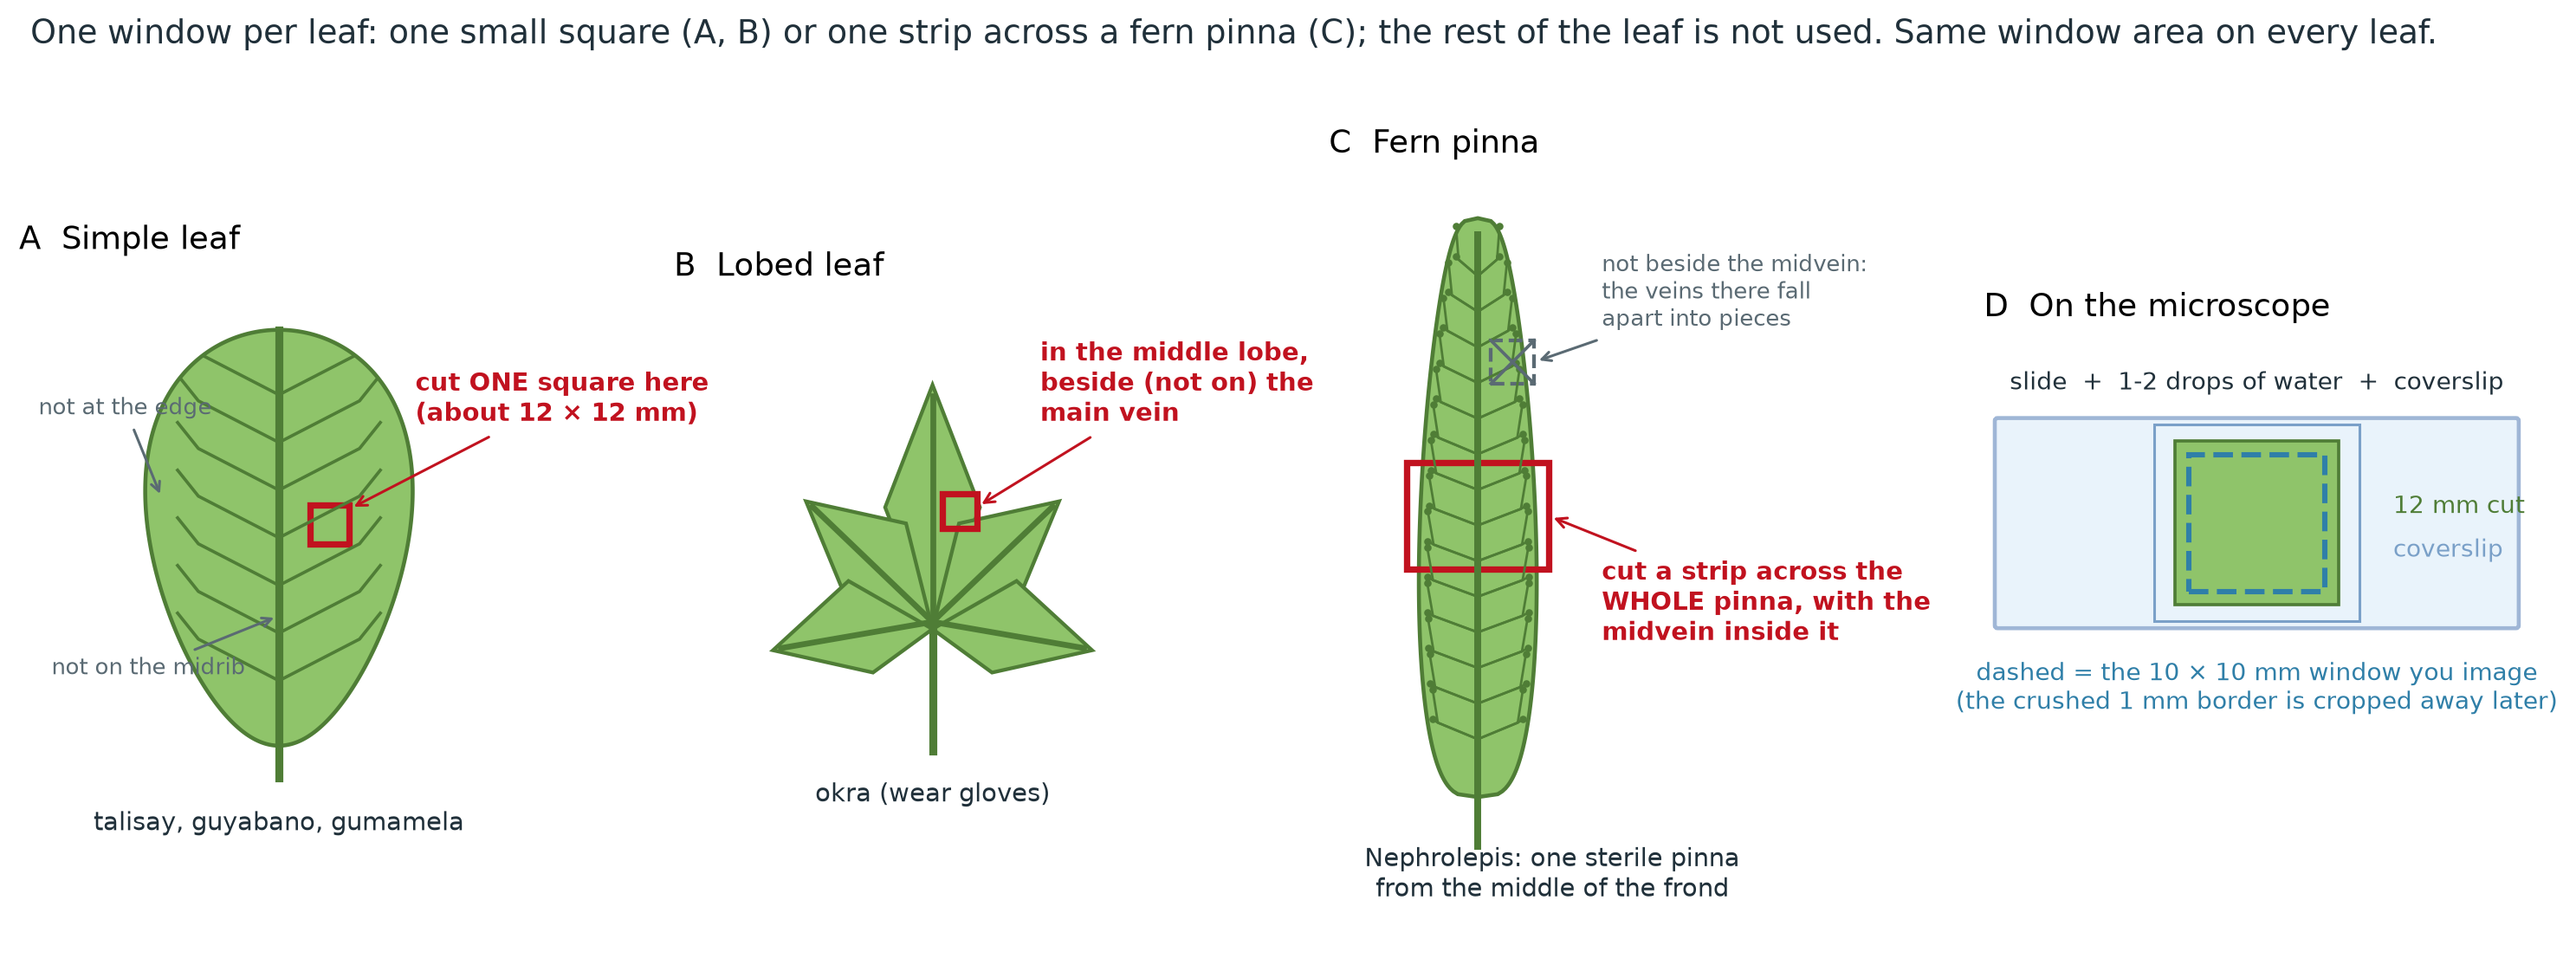 One window per leaf: one small square (A, B) or one strip across a fern pinna (C); the rest of the leaf is not used. Same window area on every leaf.
A  Simple leaf
not at the edge
cut ONE square here
(about 12 × 12 mm)
not on the midrib
talisay, guyabano, gumamela
B  Lobed leaf
in the middle lobe,
beside (not on) the
main vein
okra (wear gloves)
C  Fern pinna
not beside the midvein:
the veins there fall
apart into pieces
cut a strip across the
WHOLE pinna, with the
midvein inside it
Nephrolepis: one sterile pinna
from the middle of the frond
D  On the microscope
slide  +  1-2 drops of water  +  coverslip
12 mm cut
coverslip
dashed = the 10 × 10 mm window you image
(the crushed 1 mm border is cropped away later)